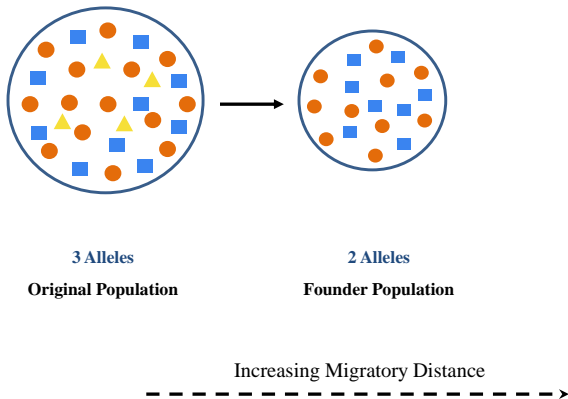 3 Alleles
Original Population
2 Alleles
Founder Population
Increasing Migratory Distance